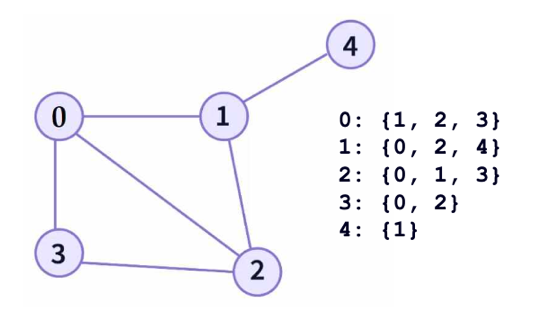 4
0
1
3
2
0: {1, 2, 3}
1: {0, 2, 4}
2: {0, 1, 3}
3: {0, 2}
4: {1}